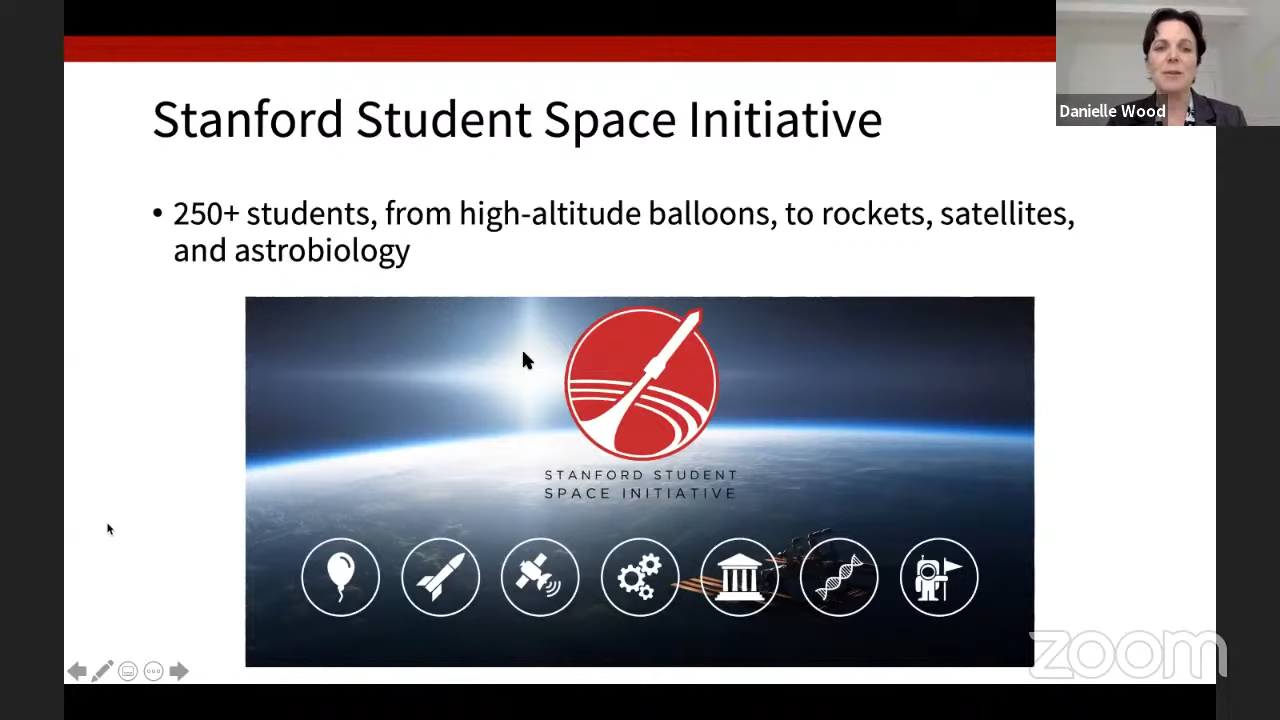 Stanford Student Space Initiative
Danielle Wood
• 250+ students, from high-altitude balloons, to rockets, satellites,
and astrobiology
STANFORD STUDENT
SPACE INITIATIVE
zoom